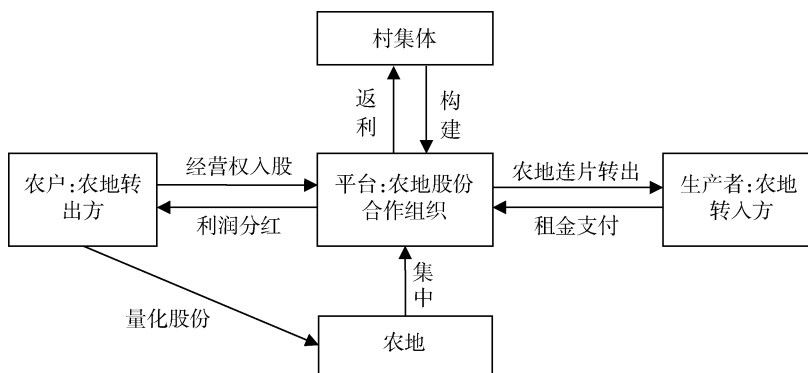 村集体
返利
构建
农户:农地转
出方
经营权入股
利润分红
平台:农地股份
合作组织
农地连片转出
租金支付
生产者:农地
转入方
量化股份
集中
农地